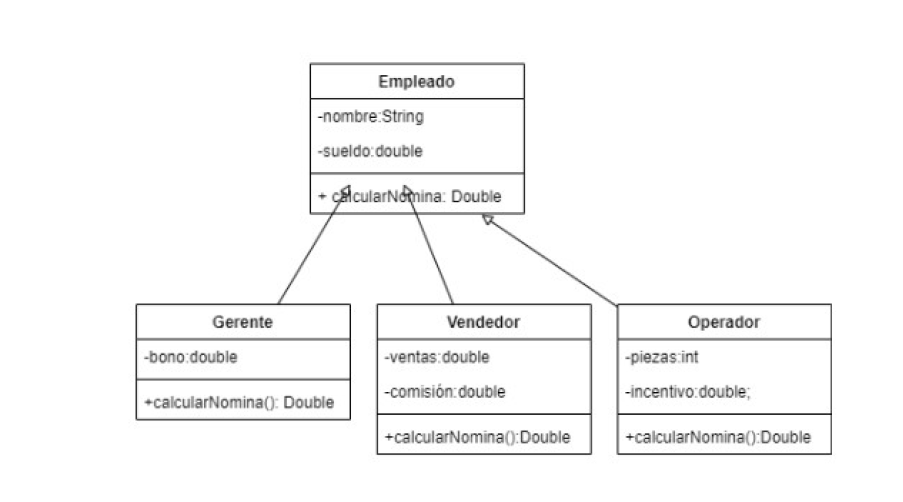 Empleado
-nombre:String
-sueldo:double
+ calcularNomina: Double
Gerente
-bono:double
+calcularNomina(): Double
Vendedor
-ventas:double
-comisión:double
+calcularNomina():Double
Operador
-piezas:int
-incentivo:double;
+calcularNomina():Double